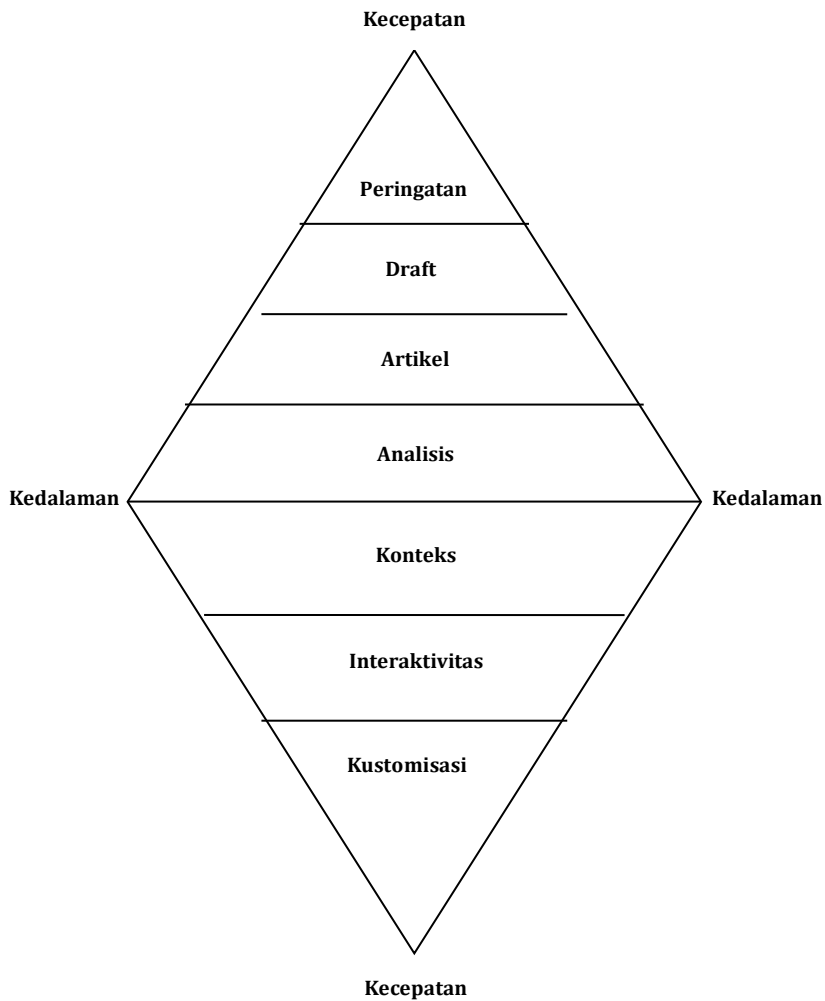 Kecepatan
Peringatan
Draft
Artikel
Analisis
Kedalaman
Kedalaman
Konteks
Interaktivitas
Kustomisasi
Kecepatan